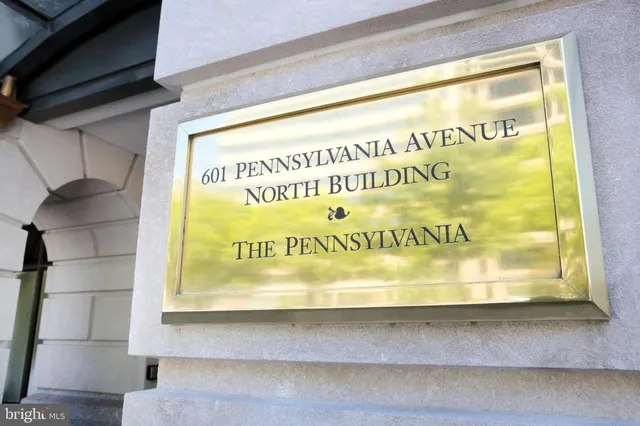 601 PENNSYLVANIA AVENUE
NORTH BUILDING
THE PENNSYLVANIA
bright MLS